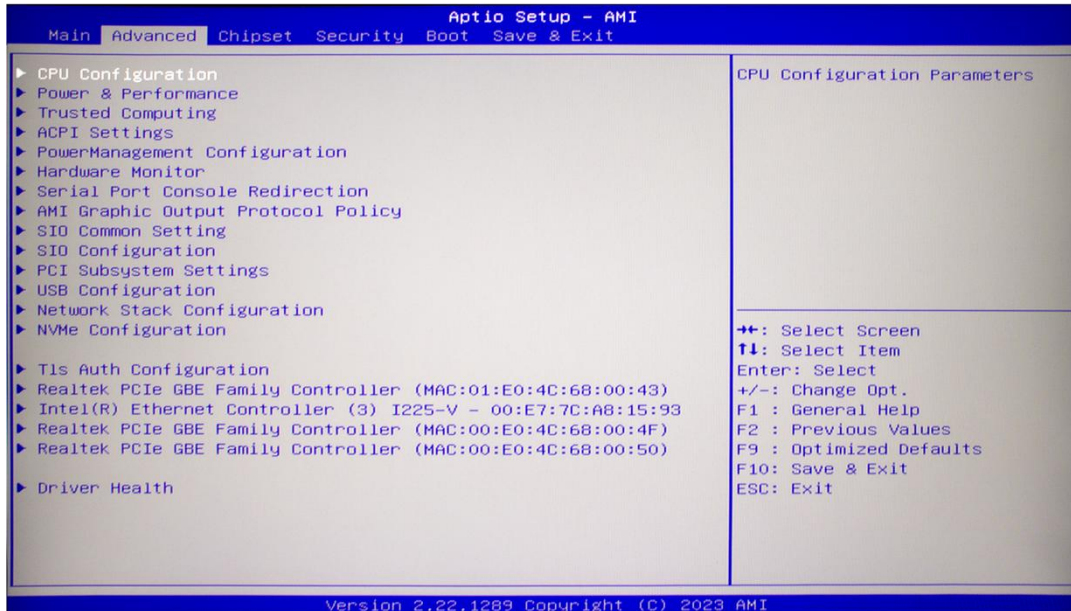 Aptio Setup – AMI
Main Advanced Chipset Security Boot Save & Exit
▶ CPU Configuration
▶ Power & Performance
▶ Trusted Computing
▶ ACPI Settings
▶ PowerManagement Configuration
▶ Hardware Monitor
▶ Serial Port Console Redirection
▶ AMI Graphic Output Protocol Policy
▶ SIO Common Setting
▶ SIO Configuration
▶ PCI Subsystem Settings
▶ USB Configuration
▶ Network Stack Configuration
▶ NVMe Configuration
▶ Tls Auth Configuration
▶ Realtek PCIe GBE Family Controller (MAC:01:E0:4C:68:00:43)
▶ Intel(R) Ethernet Controller (3) I225-V – 00:E7:7C:A8:15:93
▶ Realtek PCIe GBE Family Controller (MAC:00:E0:4C:68:00:4F)
▶ Realtek PCIe GBE Family Controller (MAC:00:E0:4C:68:00:50)
▶ Driver Health
CPU Configuration Parameters
→←: Select Screen
↑↓: Select Item
Enter: Select
+/-: Change Opt.
F1 : General Help
F2 : Previous Values
F9 : Optimized Defaults
F10: Save & Exit
ESC: Exit
Version 2.22.1289 Copyright (C) 2023 AMI